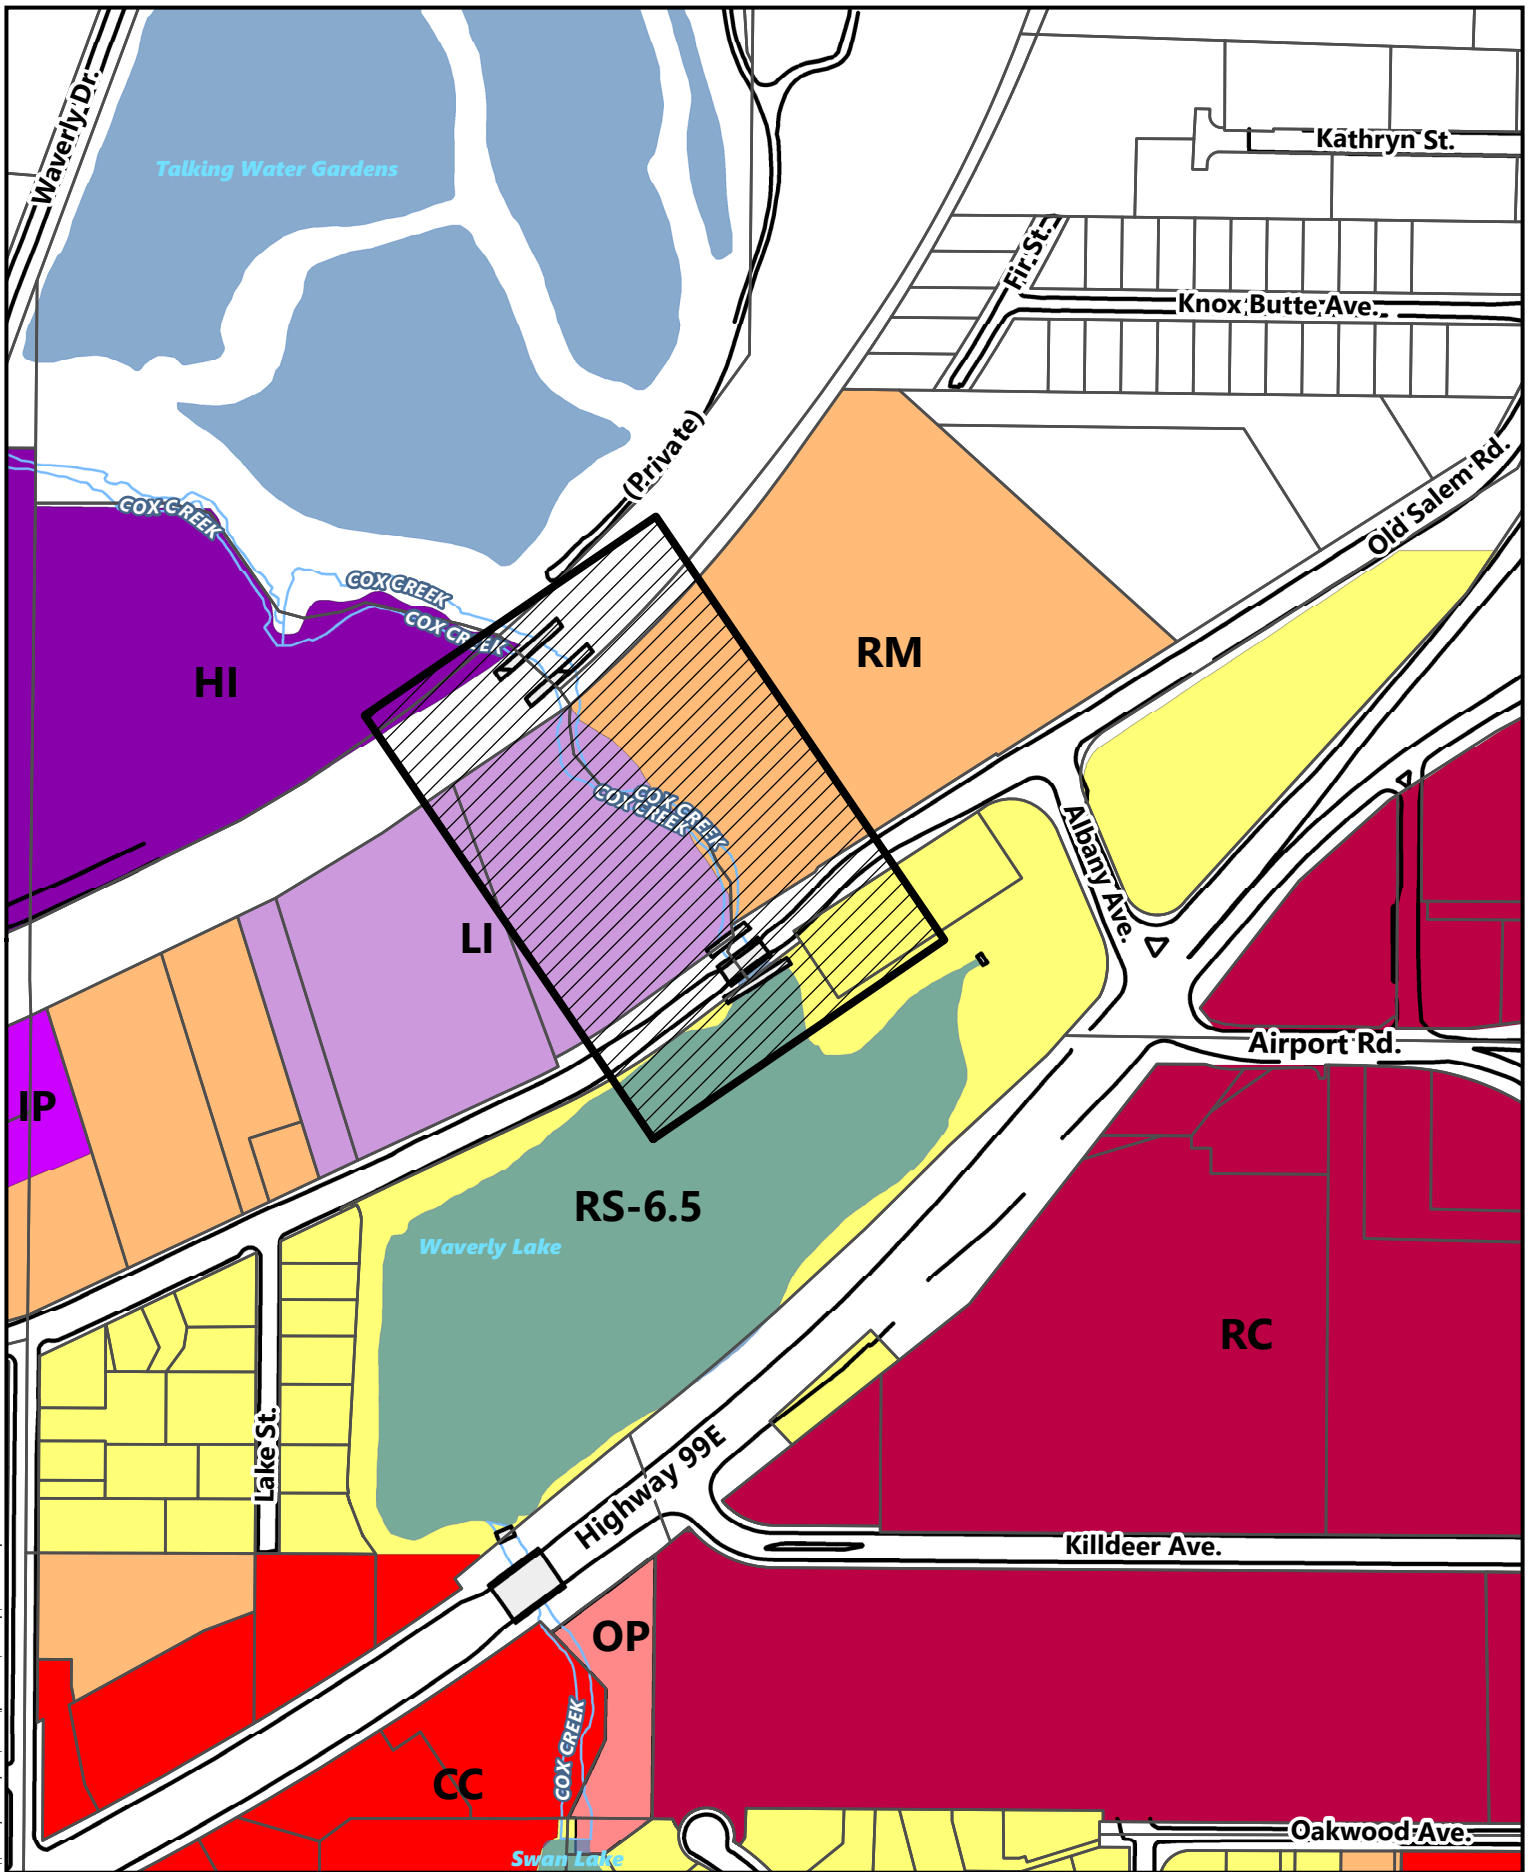 Waverly Dr.
Talking Water Gardens
Kathryn St.
Fir St.
Knox Butte Ave.
(Private)
Old Salem Rd.
COX CREEK
COX CREEK
COX CREEK
HI
RM
COX CREEK
COX CREEK
Albany Ave.
LI
Airport Rd.
IP
RS-6.5
Waverly Lake
RC
Lake St.
Highway 99E
Killdeer Ave.
OP
COX CREEK
CC
Oakwood Ave.
Swan Lake